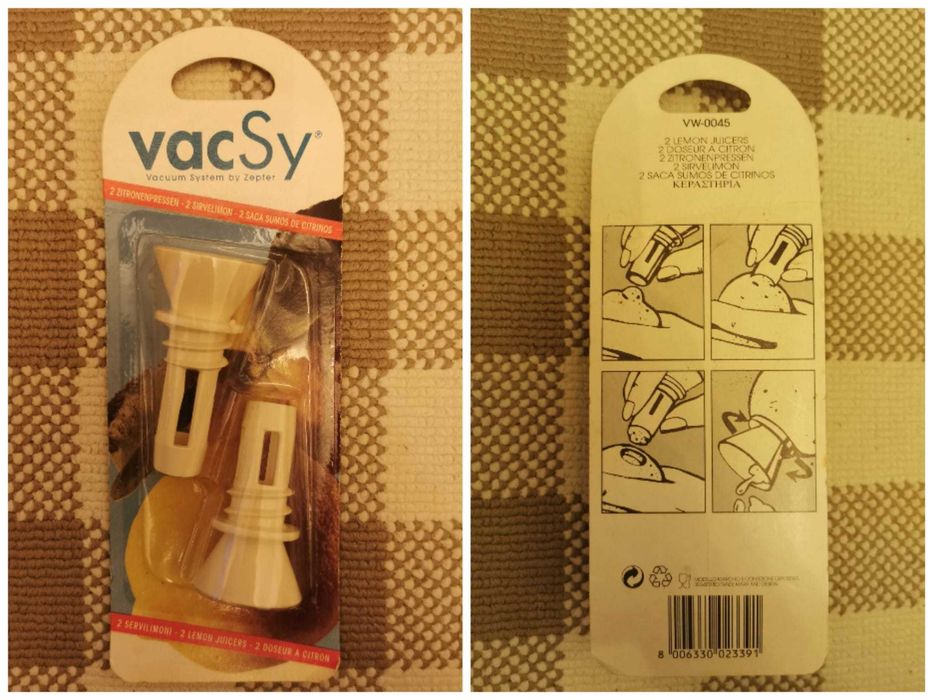 vacSy®
Vacuum System by Zepter
2 ZITRONENPRESSEN - 2 SIRVELIMON - 2 SACA SUMOS DE CITRINOS
2 SERVILIMONI - 2 LEMON JUICERS - 2 DOSEUR A CITRON
VW-0045
2 LEMON JUICERS
2 DOSEUR A CITRON
2 ZITRONENPRESSEN
2 SIRVELIMON
2 SACA SUMOS DE CITRINOS
ΚΕΡΑΣΤΗΡΙΑ
8 006330 023391